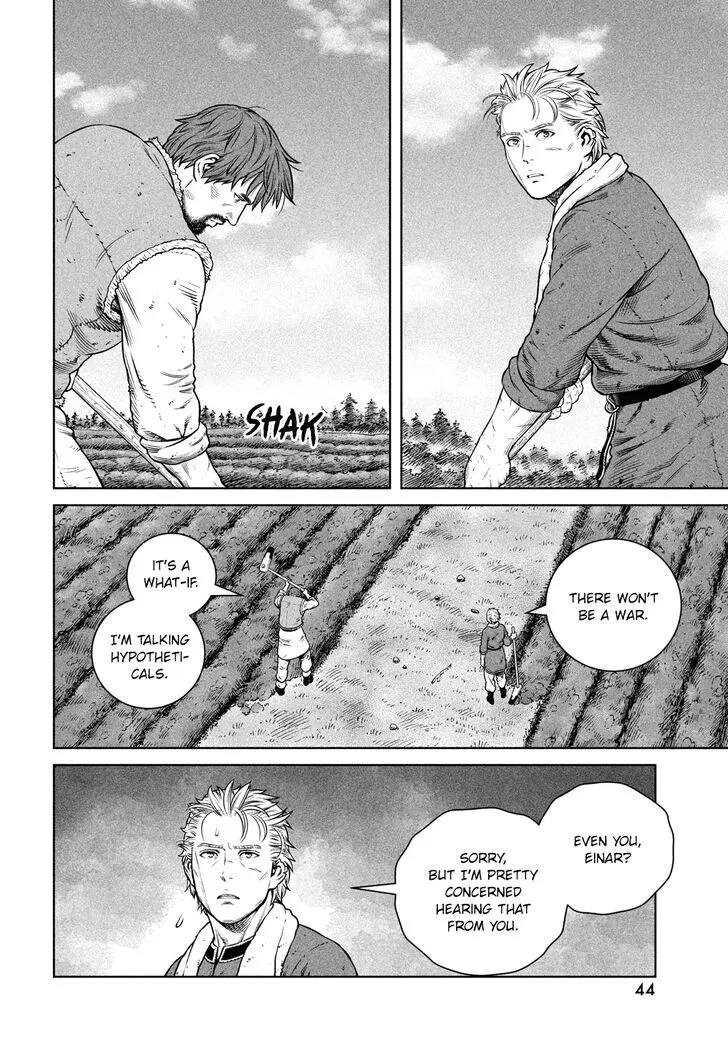 SHAK
THERE WON'T
BE A WAR.
IT'S A
WHAT-IF.
I'M TALKING
HYPOTHETI-
CALS.
EVEN YOU,
EINAR?
SORRY,
BUT I'M PRETTY
CONCERNED
HEARING THAT
FROM YOU.
44